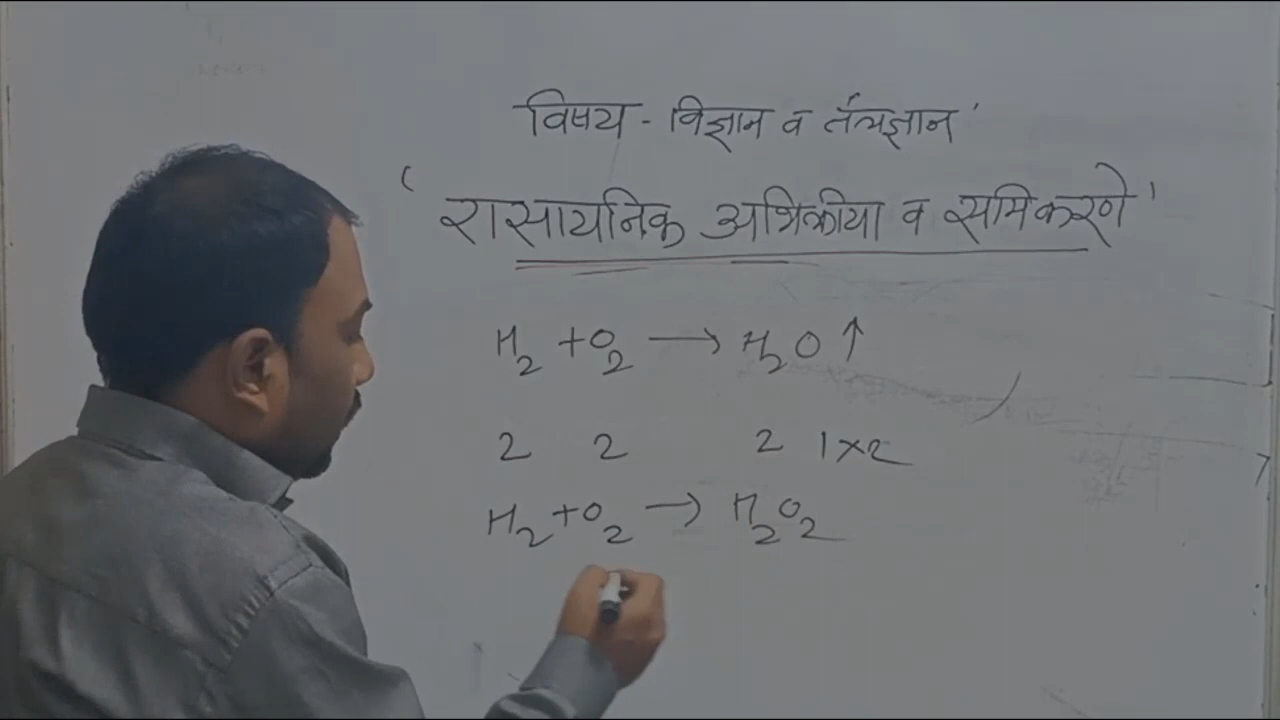 विषय - विज्ञान व तंत्रज्ञान'
'रासायनिक अभिक्रीया व समिकरणे'
H₂ + O₂ → H₂O ↑
2 2 2 1×2
H₂ + O₂ → H₂O₂